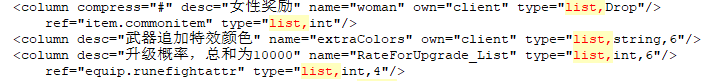 <column compress="#" desc="女性奖励" name="woman" own="client" type="list,Drop"/>
ref="item.commonitem" type="list,int"/>
<column desc="武器追加特效颜色" name="extraColors" own="client" type="list,string,6"/>
<column desc="升级概率，总和为10000" name="RateForUpgrade_List" type="list,int,6"/>
ref="equip.runefightattr" type="list,int,4"/>